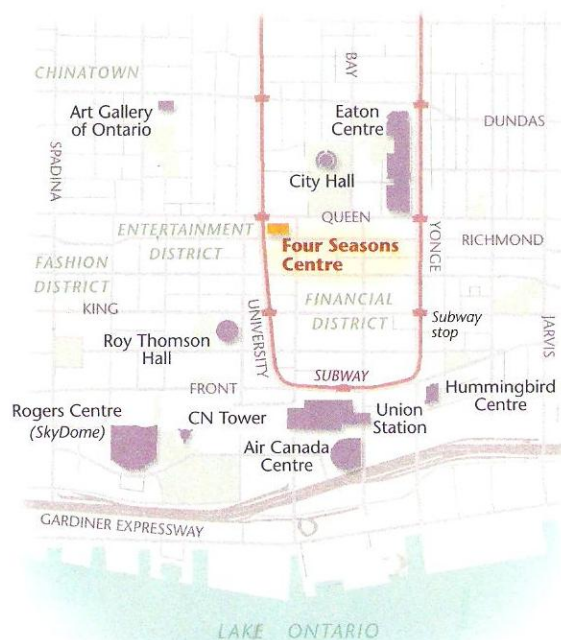 BAY
CHINATOWN
Art Gallery
of Ontario
Eaton
Centre
DUNDAS
SPADINA
City Hall
QUEEN
YONGE
ENTERTAINMENT
DISTRICT
Four Seasons
Centre
RICHMOND
FASHION
DISTRICT
KING
UNIVERSITY
FINANCIAL
DISTRICT
Subway
stop
JARVIS
Roy Thomson
Hall
SUBWAY
FRONT
Hummingbird
Centre
Rogers Centre
(SkyDome)
CN Tower
Union
Station
Air Canada
Centre
GARDINER EXPRESSWAY
LAKE ONTARIO